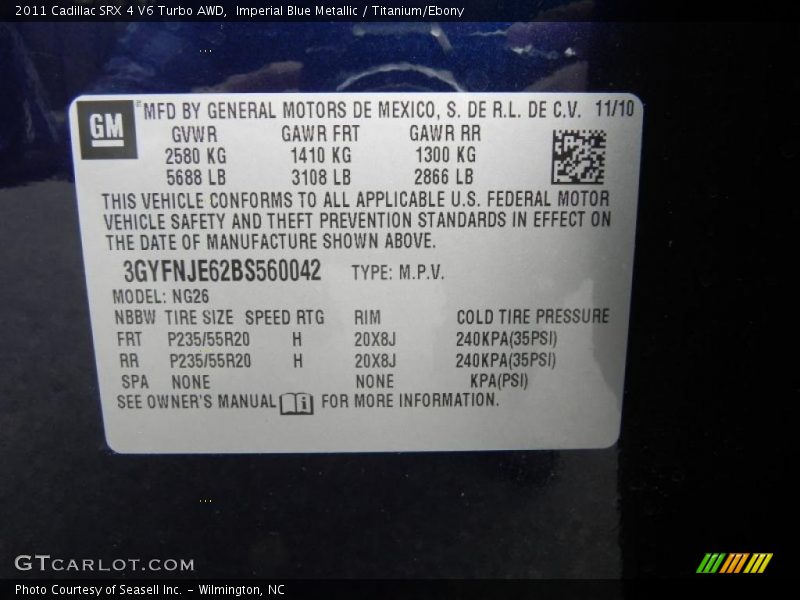 2011 Cadillac SRX 4 V6 Turbo AWD,  Imperial Blue Metallic / Titanium/Ebony
GM
MFD BY GENERAL MOTORS DE MEXICO, S. DE R.L. DE C.V. 11/10
GVWR GAWR FRT GAWR RR
2580 KG 1410 KG 1300 KG
5688 LB 3108 LB 2866 LB
THIS VEHICLE CONFORMS TO ALL APPLICABLE U.S. FEDERAL MOTOR
VEHICLE SAFETY AND THEFT PREVENTION STANDARDS IN EFFECT ON
THE DATE OF MANUFACTURE SHOWN ABOVE.
3GYFNJE62BS560042 TYPE: M.P.V.
MODEL: NG26
NBBW TIRE SIZE SPEED RTG RIM COLD TIRE PRESSURE
FRT P235/55R20 H 20X8J 240KPA(35PSI)
RR P235/55R20 H 20X8J 240KPA(35PSI)
SPA NONE NONE KPA(PSI)
SEE OWNER'S MANUAL FOR MORE INFORMATION.
GTCARLOT.COM
Photo Courtesy of Seasell Inc. - Wilmington, NC